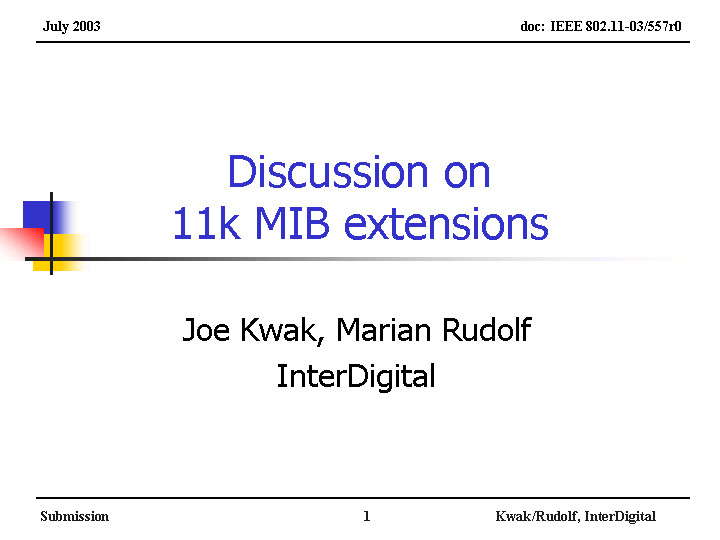 July 2003
doc: IEEE 802.11-03/557r0
Discussion on
11k MIB extensions
Joe Kwak, Marian Rudolf
InterDigital
Submission
1
Kwak/Rudolf, InterDigital